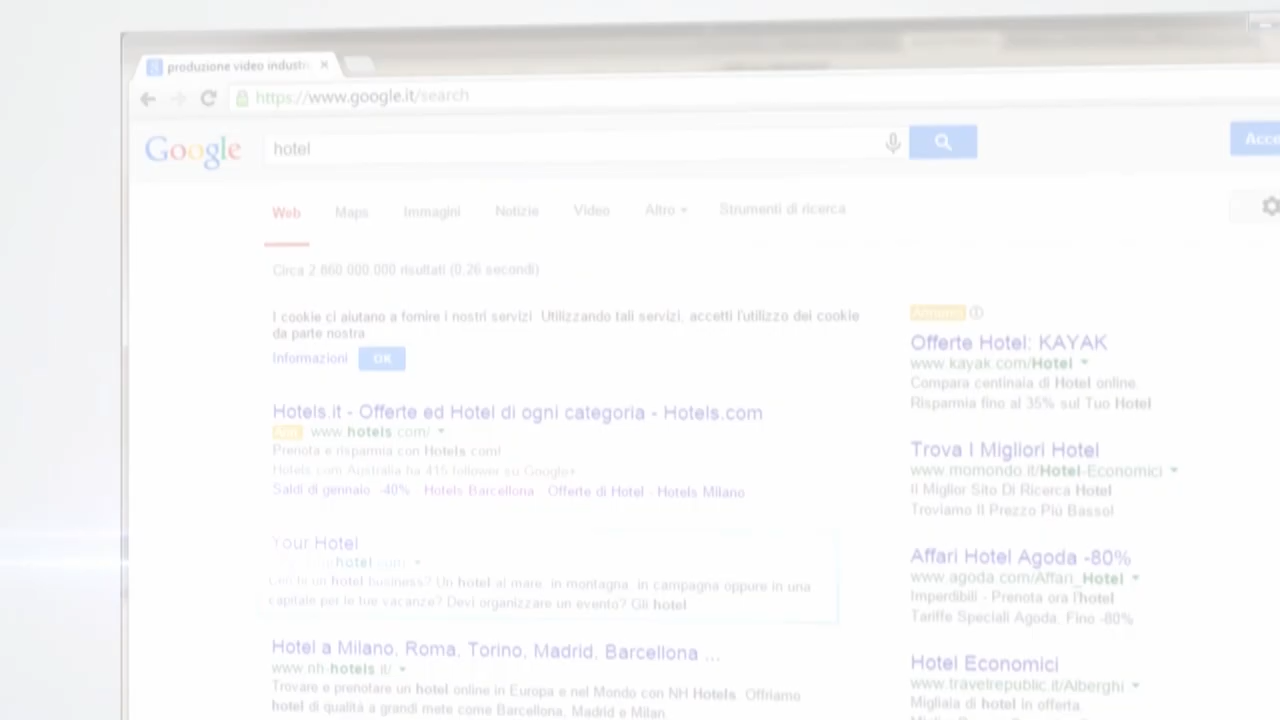 produzione video industri
https://www.google.it/search
Google
hotel
Acce
Web Maps Immagini Notizie Video Altro Strumenti di ricerca
Circa 2.860.000.000 risultati (0,26 secondi)
I cookie ci aiutano a fornire i nostri servizi. Utilizzando tali servizi, accetti l'utilizzo dei cookie
da parte nostra
Informazioni OK
Hotels.it - Offerte ed Hotel di ogni categoria - Hotels.com
www.hotels.com/
Prenota e risparmia con Hotels.com!
Hotels.com Australia ha 415 follower su Google+
Saldi di gennaio -40% - Hotels Barcellona - Offerte di Hotel - Hotels Milano
Your Hotel
hotel.com
hotel business? Un hotel al mare, in montagna, in campagna oppure in una
capitale per le tue vacanze? Devi organizzare un evento? Gli hotel
Hotel a Milano, Roma, Torino, Madrid, Barcellona ...
www.nh-hotels.it/
Trovare e prenotare un hotel online in Europa e nel Mondo con NH Hotels. Offriamo
hotel di qualità a grandi mete come Barcellona, Madrid e Milan.
Annunci
Offerte Hotel: KAYAK
www.kayak.com/Hotel
Compara centinaia di Hotel online.
Risparmia fino al 35% sul Tuo Hotel
Trova I Migliori Hotel
www.momondo.it/Hotel-Economici
Il Miglior Sito Di Ricerca Hotel
Troviamo Il Prezzo Più Basso!
Affari Hotel Agoda -80%
www.agoda.com/Affari_Hotel
Imperdibili - Prenota ora l'hotel
Tariffe Speciali Agoda. Fino -80%
Hotel Economici
www.travelrepublic.it/Alberghi
Migliaia di hotel in offerta.